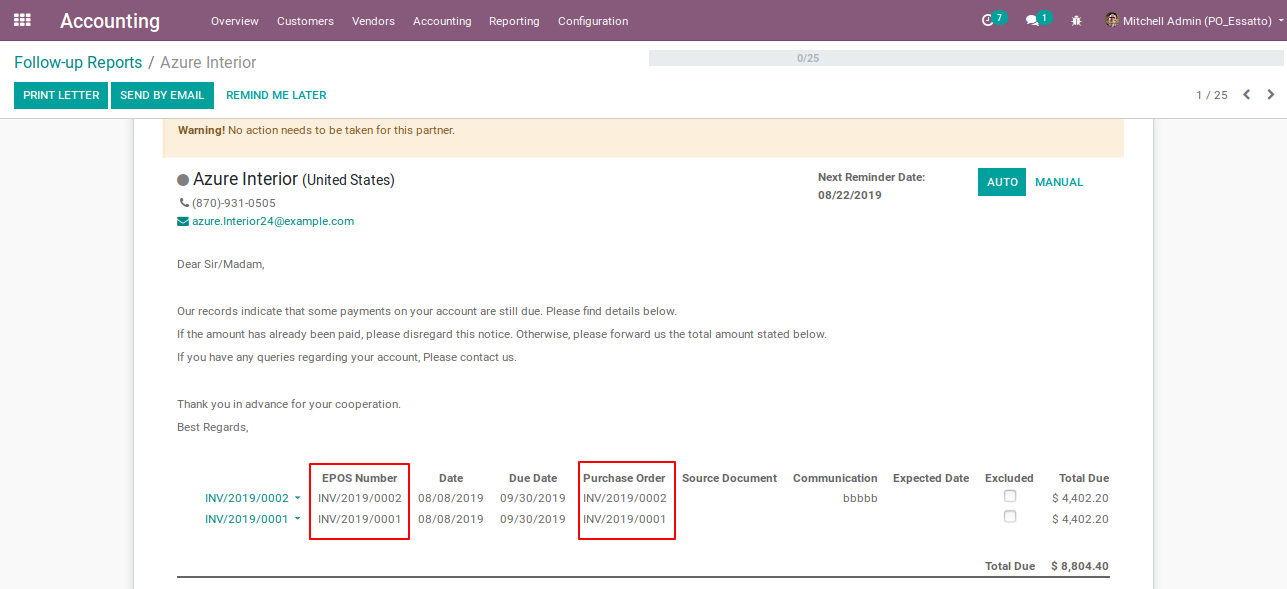 Accounting Overview Customers Vendors Accounting Reporting Configuration 7 1 Mitchell Admin (PO_Essatto)
Follow-up Reports / Azure Interior 0/25
PRINT LETTER SEND BY EMAIL REMIND ME LATER 1 / 25
Warning! No action needs to be taken for this partner.
Azure Interior (United States) Next Reminder Date: AUTO MANUAL
08/22/2019
(870)-931-0505
azure.Interior24@example.com
Dear Sir/Madam,
Our records indicate that some payments on your account are still due. Please find details below.
If the amount has already been paid, please disregard this notice. Otherwise, please forward us the total amount stated below.
If you have any queries regarding your account, Please contact us.
Thank you in advance for your cooperation.
Best Regards,
EPOS Number Date Due Date Purchase Order Source Document Communication Expected Date Excluded Total Due
INV/2019/0002 INV/2019/0002 08/08/2019 09/30/2019 INV/2019/0002 bbbbb $ 4,402.20
INV/2019/0001 INV/2019/0001 08/08/2019 09/30/2019 INV/2019/0001 $ 4,402.20
Total Due $ 8,804.40